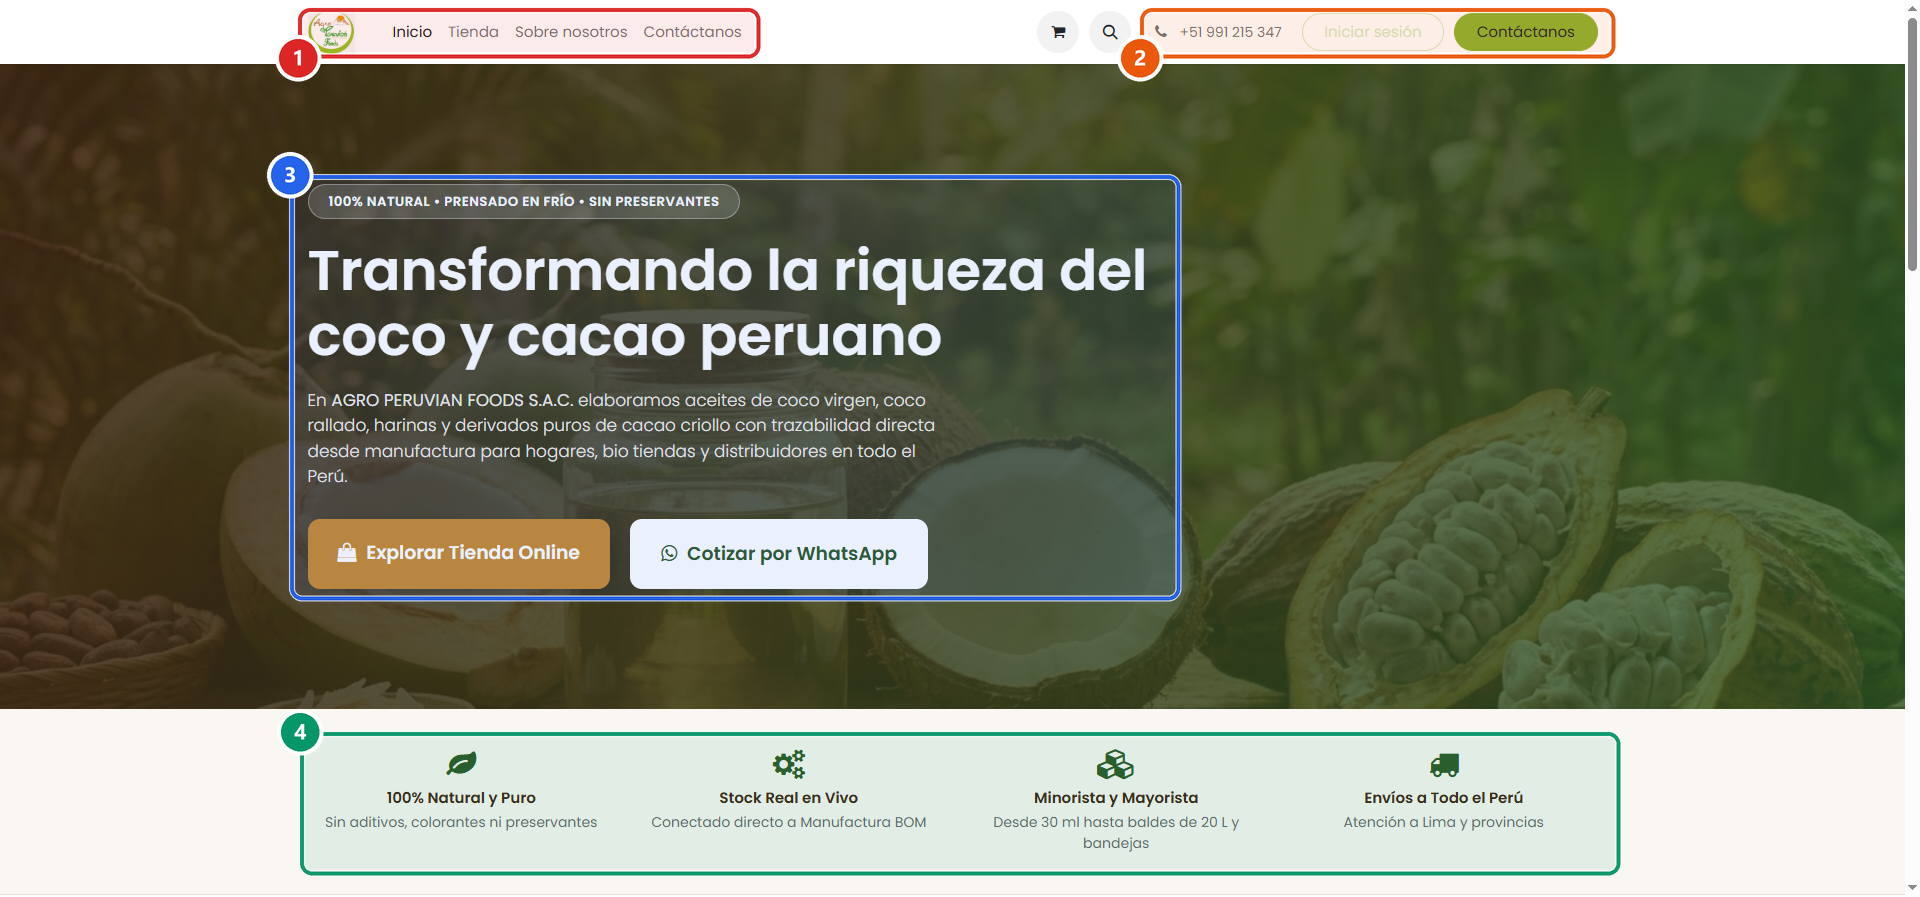 Agro
Peruvian
Foods
Inicio
Tienda
Sobre nosotros
Contáctanos
+51 991 215 347
Iniciar sesión
Contáctanos
1
2
3
100% NATURAL • PRENSADO EN FRÍO • SIN PRESERVANTES
Transformando la riqueza del
coco y cacao peruano
En AGRO PERUVIAN FOODS S.A.C. elaboramos aceites de coco virgen, coco
rallado, harinas y derivados puros de cacao criollo con trazabilidad directa
desde manufactura para hogares, bio tiendas y distribuidores en todo el
Perú.
Explorar Tienda Online
Cotizar por WhatsApp
4
100% Natural y Puro
Sin aditivos, colorantes ni preservantes
Stock Real en Vivo
Conectado directo a Manufactura BOM
Minorista y Mayorista
Desde 30 ml hasta baldes de 20 L y
bandejas
Envíos a Todo el Perú
Atención a Lima y provincias